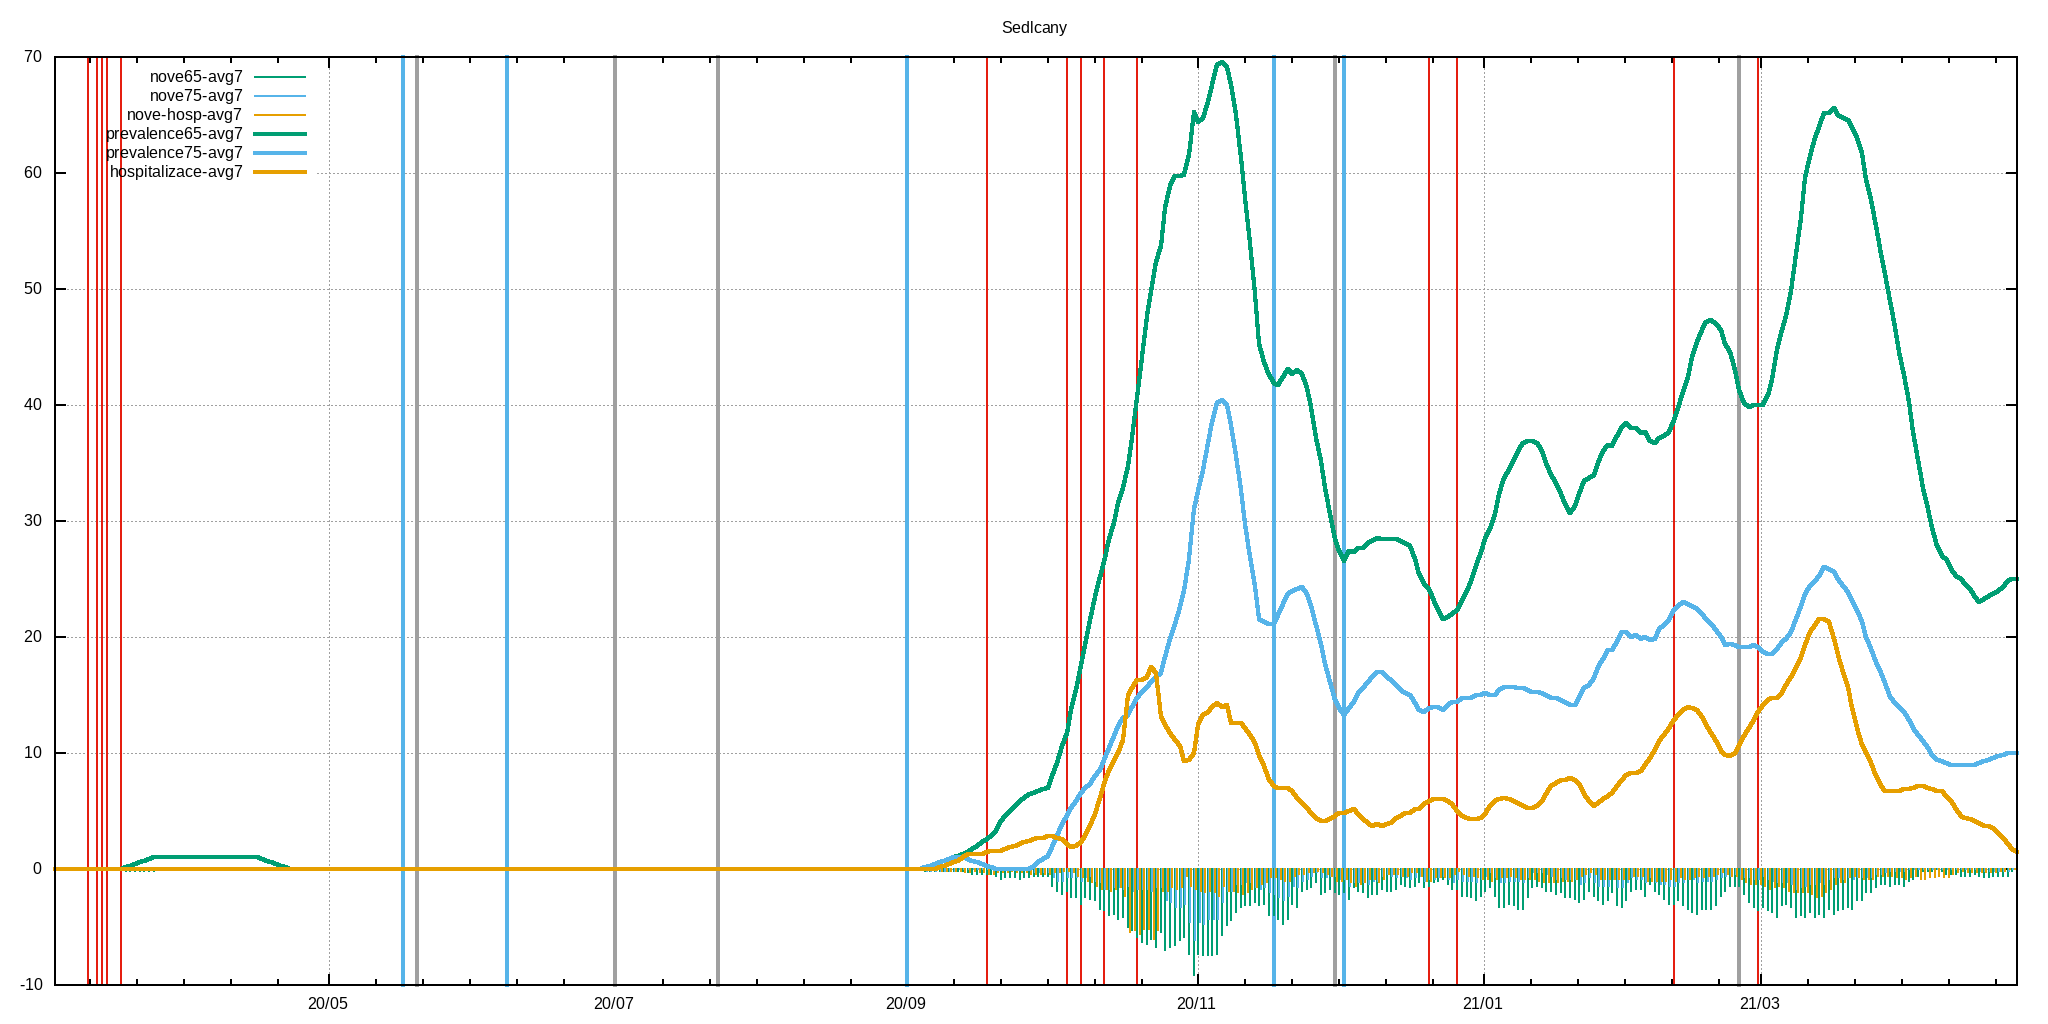 Sedlcany
70
60
50
40
30
20
10
0
-10
nove65-avg7
nove75-avg7
nove-hosp-avg7
prevalence65-avg7
prevalence75-avg7
hospitalizace-avg7
20/05 20/07 20/09 20/11 21/01 21/03